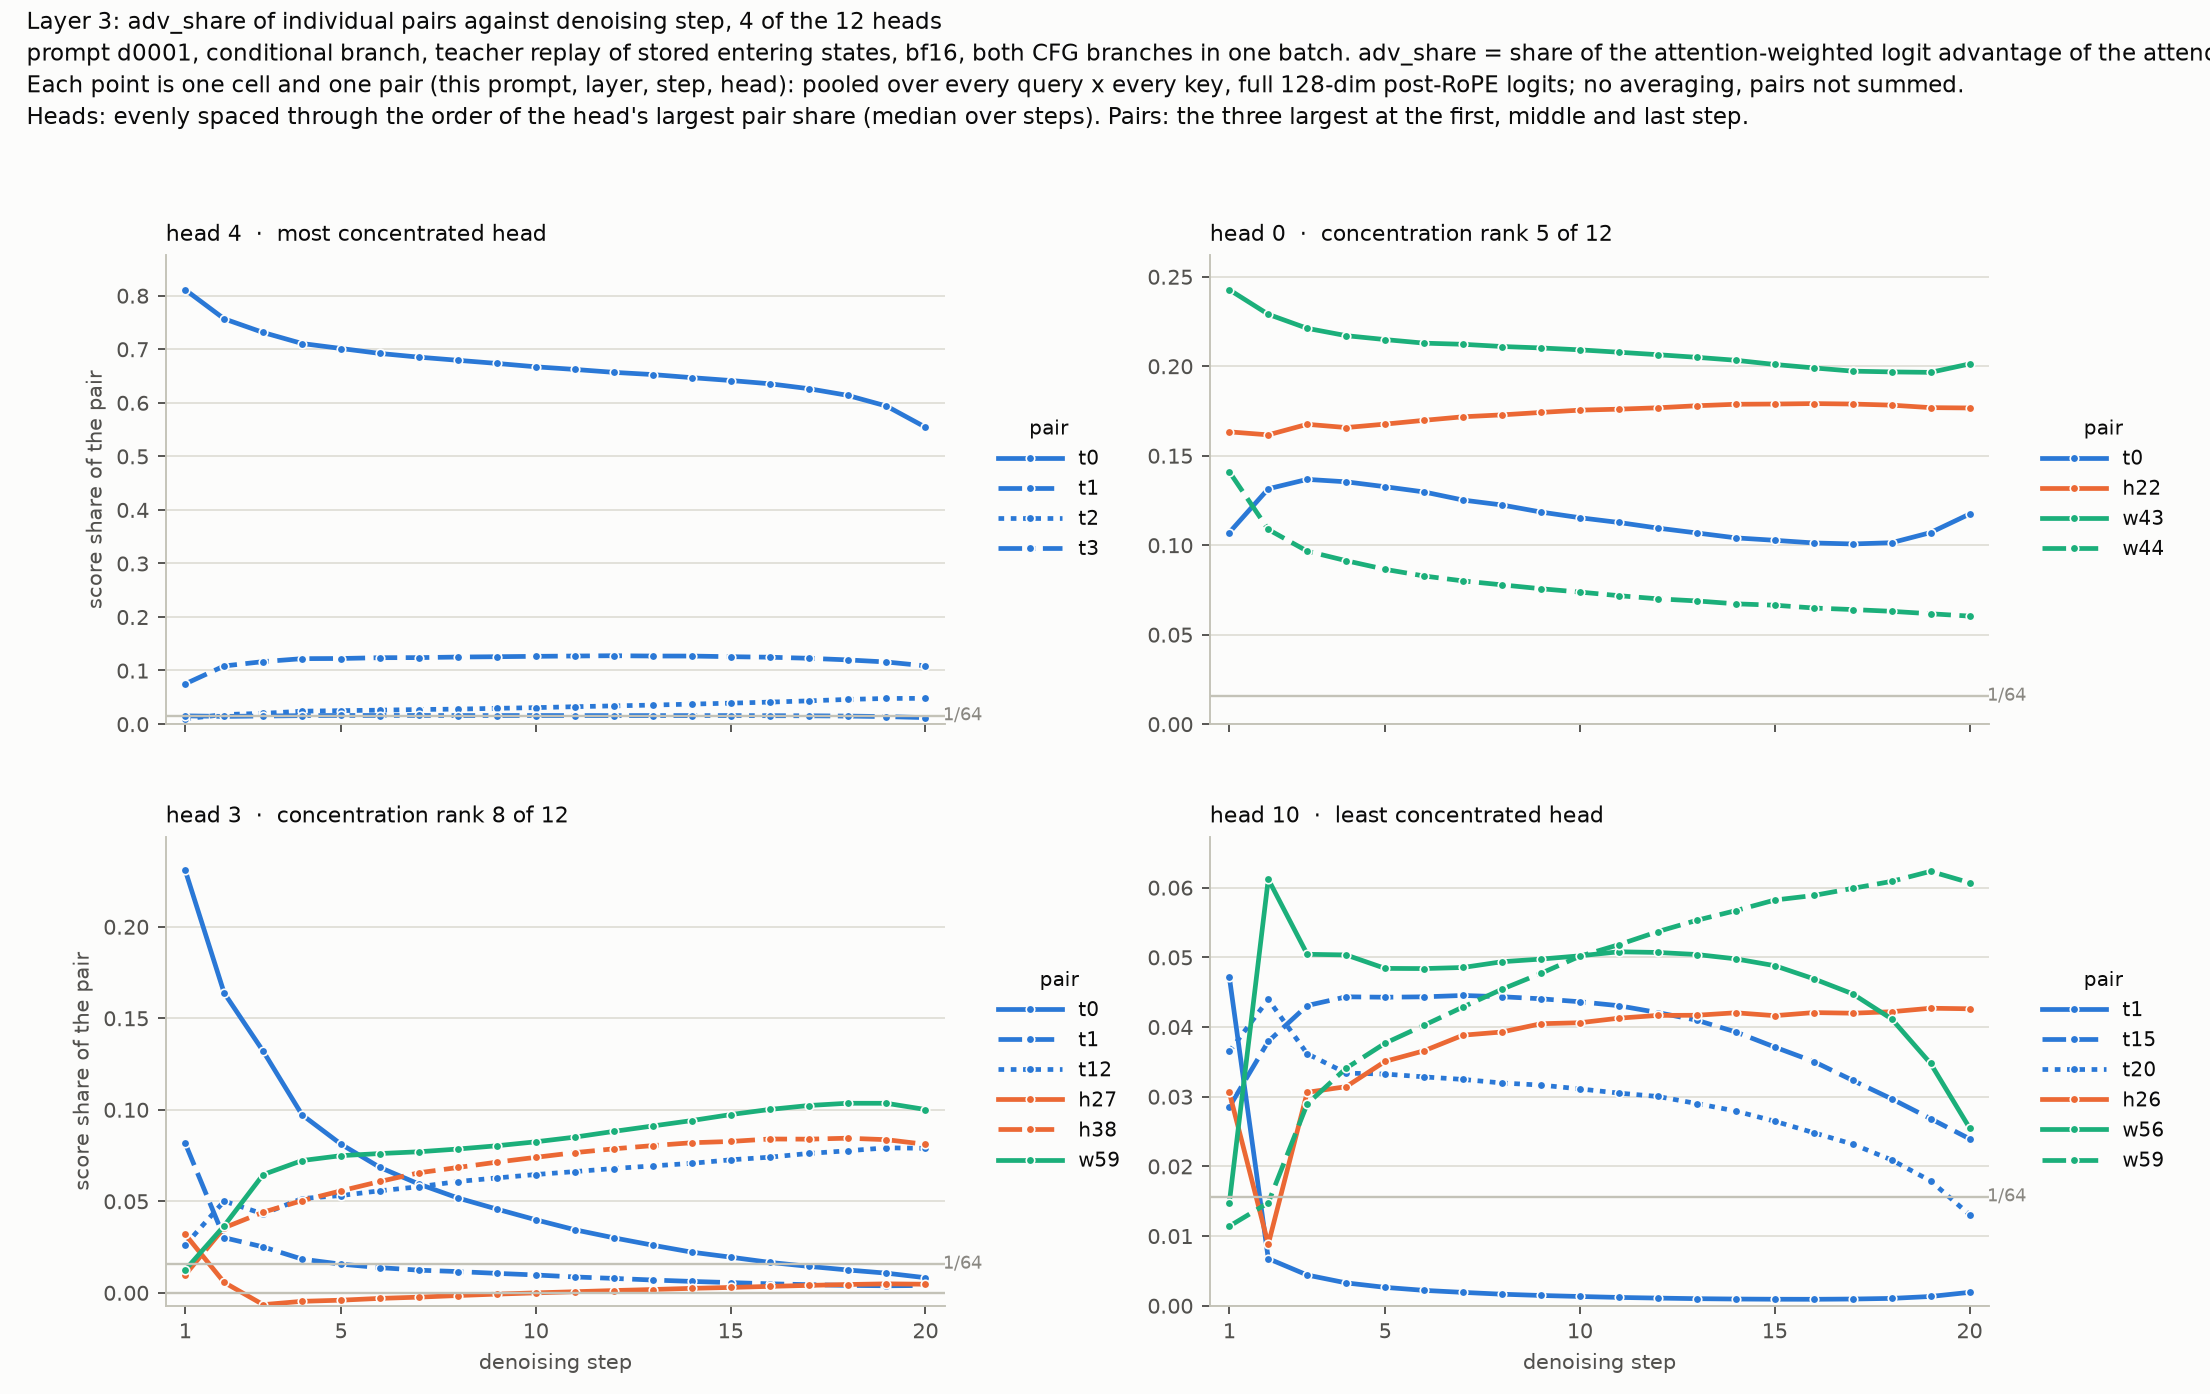 Layer 3: adv_share of individual pairs against denoising step, 4 of the 12 heads
prompt d0001, conditional branch, teacher replay of stored entering states, bf16, both CFG branches in one batch. adv_share = share of the attention-weighted logit advantage of the
Each point is one cell and one pair (this prompt, layer, step, head): pooled over every query x every key, full 128-dim post-RoPE logits; no averaging, pairs not summed.
Heads: evenly spaced through the order of the head's largest pair share (median over steps). Pairs: the three largest at the first, middle and last step.
head 4 · most concentrated head
score share of the pair
0.8
0.7
0.6
0.5
0.4
0.3
0.2
0.1
0.0
1/64
pair
t0
t1
t2
t3
head 0 · concentration rank 5 of 12
0.25
0.20
0.15
0.10
0.05
0.00
1/64
pair
t0
h22
w43
w44
head 3 · concentration rank 8 of 12
score share of the pair
0.20
0.15
0.10
0.05
0.00
1/64
1
5
10
15
20
denoising step
pair
t0
t1
t12
h27
h38
w59
head 10 · least concentrated head
0.06
0.05
0.04
0.03
0.02
0.01
0.00
1/64
1
5
10
15
20
denoising step
pair
t1
t15
t20
h26
w56
w59